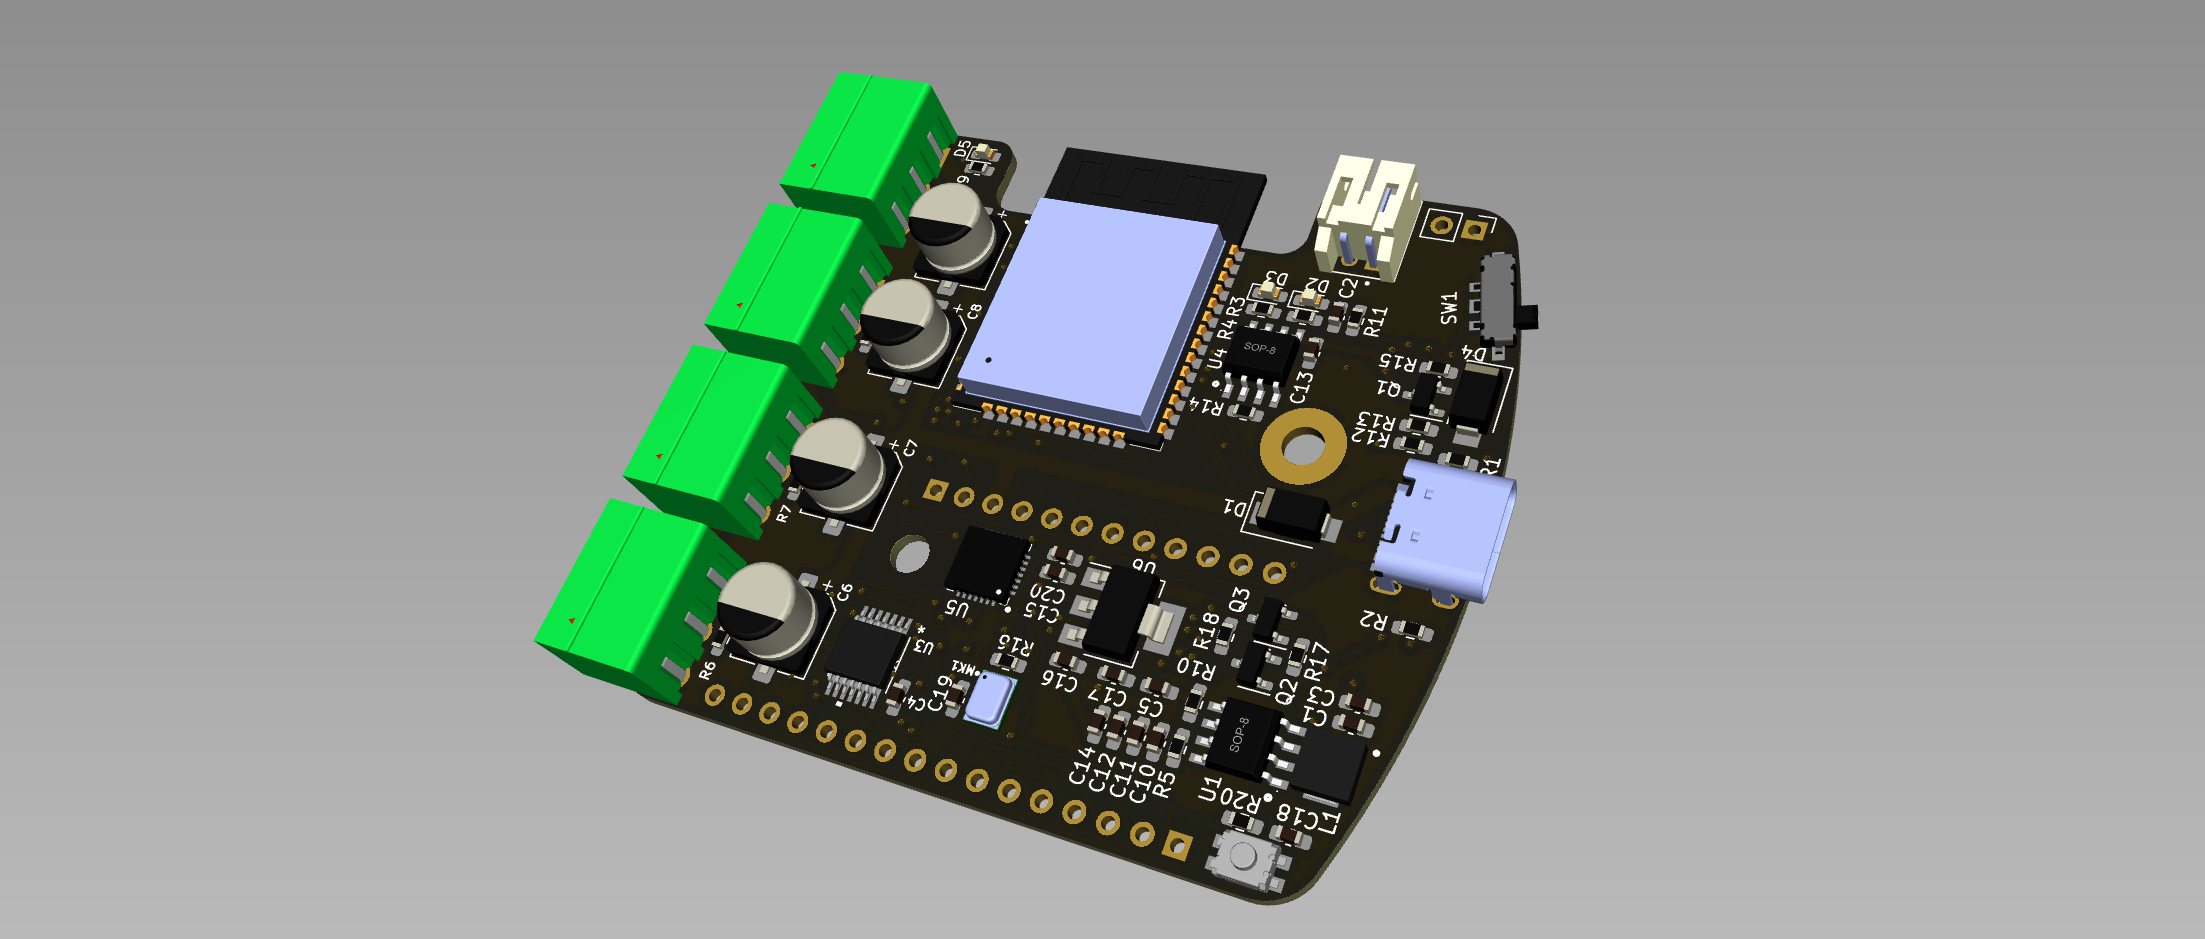 D5
9
+
+
C8
D3
D2
C2
R3
R4
R11
SW1
U4
SOP-8
C13
R14
D4
R15
Q1
R13
R12
R1
+
C7
R7
D1
U6
+
C6
R6
U5
C20
C15
*
U3
R16
MK1
C4
C19
C16
C17
C5
R10
R18
Q3
R17
Q2
R2
C3
C1
SOP-8
C14
C12
C11
C10
R5
U1
R20
C18
L1